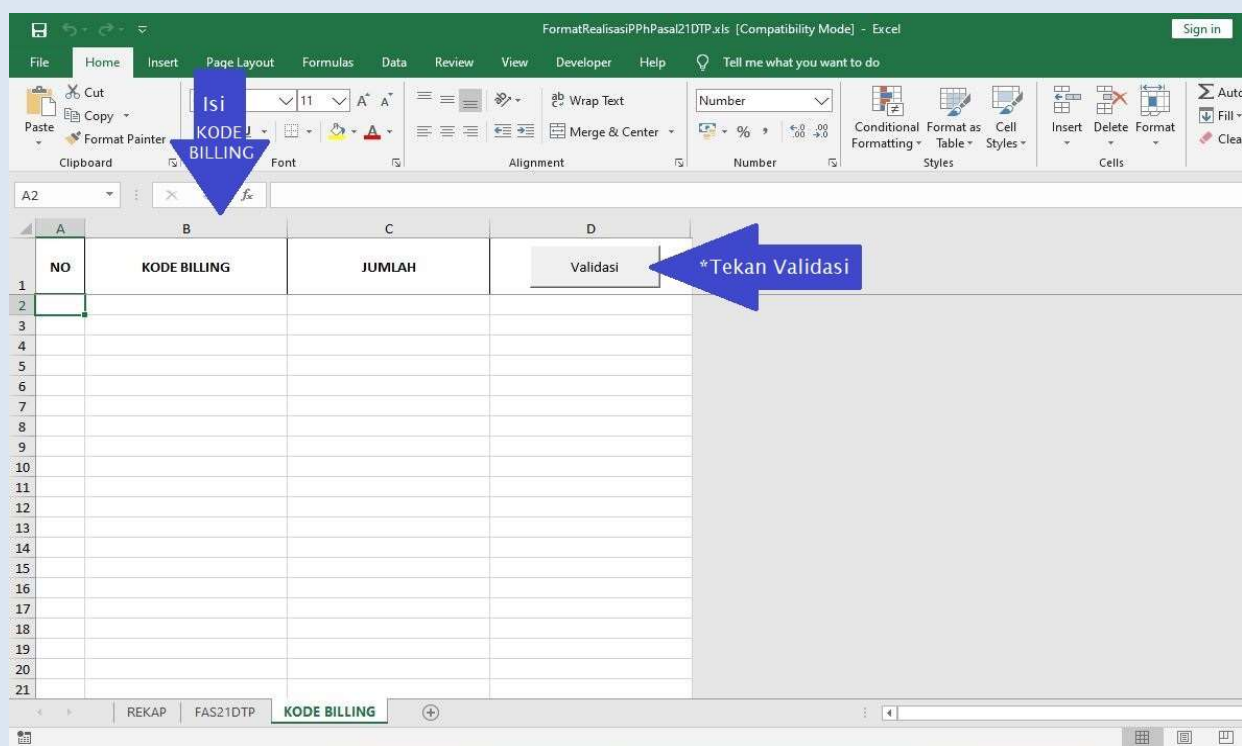 FormatRealisasiPPhPasal21DTP.xls [Compatibility Mode] - Excel
Sign in
File Home Insert Page Layout Formulas Data Review View Developer Help Tell me what you want to do
Paste
Cut
Copy
Format Painter
Clipboard
Isi
KODE
BILLING
11
Font
Wrap Text
Merge & Center
Alignment
Number
Number
Conditional Formatting
Format as Table
Cell Styles
Styles
Insert Delete Format
Cells
Auto
Fill
Clea
A2
fx
A B C D
1 NO KODE BILLING JUMLAH Validasi
*Tekan Validasi
2
3
4
5
6
7
8
9
10
11
12
13
14
15
16
17
18
19
20
21
REKAP FAS21DTP KODE BILLING